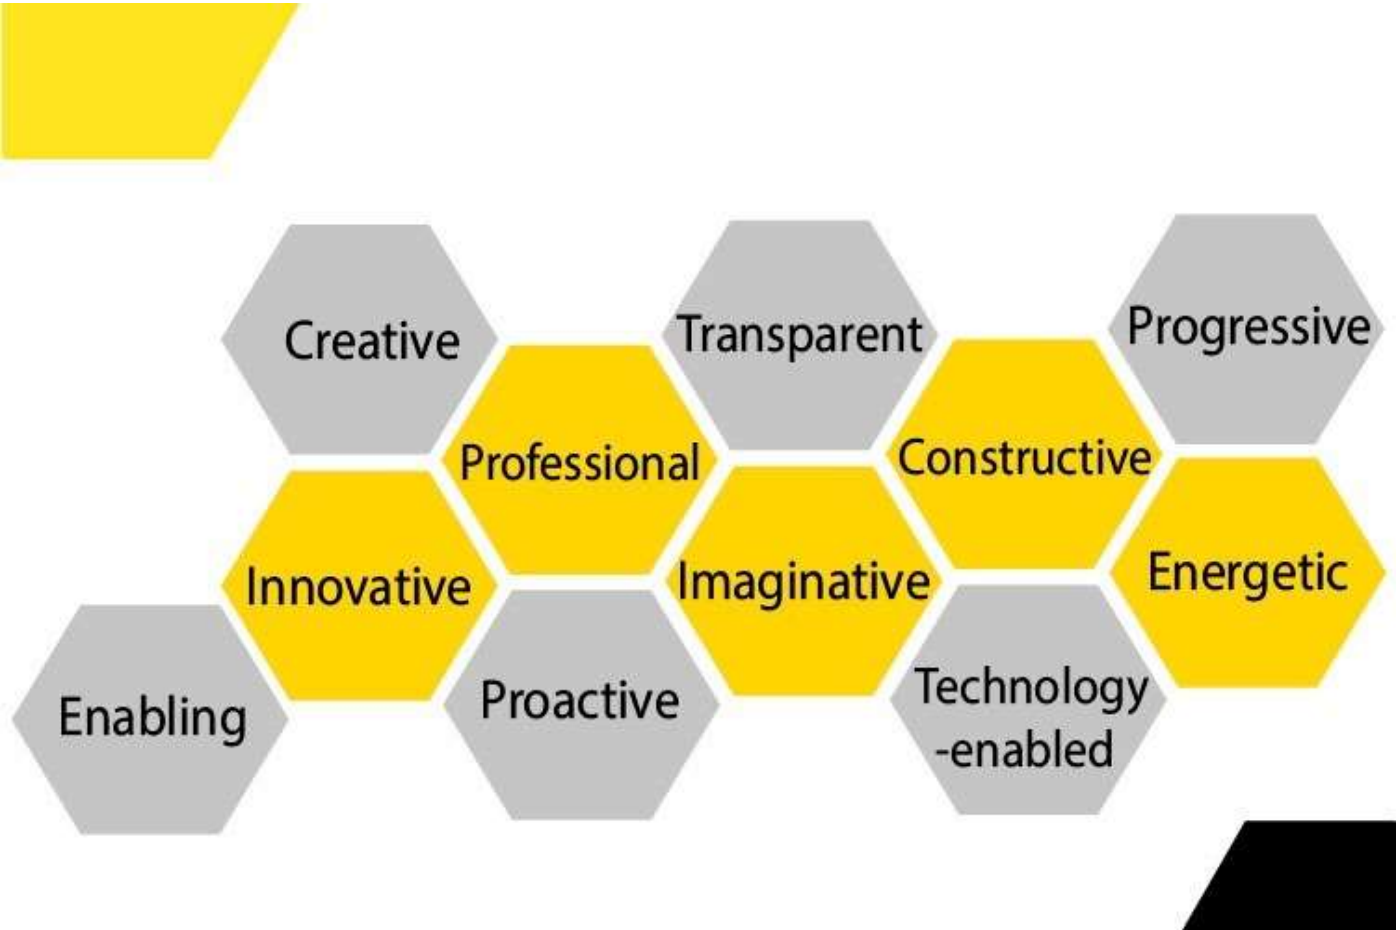 Creative
Transparent
Progressive
Professional
Constructive
Innovative
Imaginative
Energetic
Enabling
Proactive
Technology
-enabled